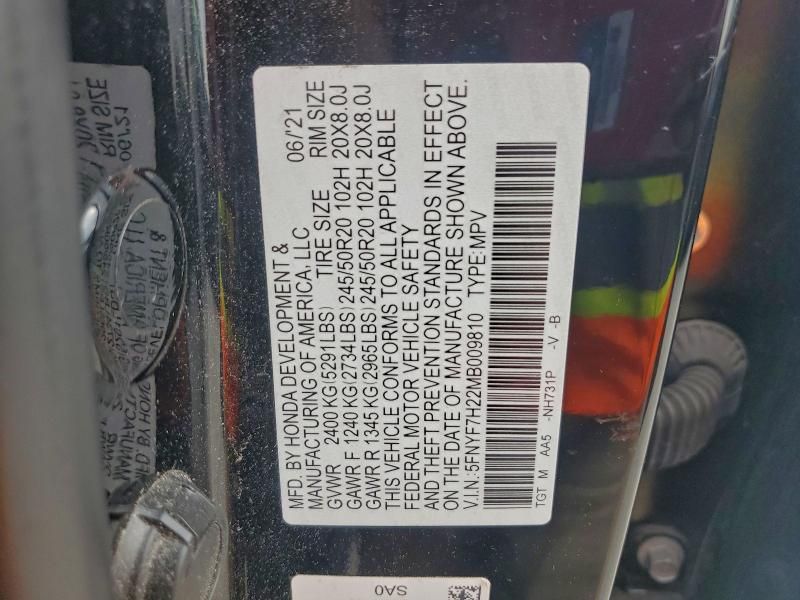 MFD. BY HONDA DEVELOPMENT & 06/'21
MANUFACTURING OF AMERICA, LLC
TIRE SIZE RIM SIZE
GVWR 2400 KG(5291LBS)
GAWR F 1240 KG(2734LBS) 245/50R20 102H 20X8.0J
GAWR R 1345 KG(2965LBS) 245/50R20 102H 20X8.0J
THIS VEHICLE CONFORMS TO ALL APPLICABLE
FEDERAL MOTOR VEHICLE SAFETY
AND THEFT PREVENTION STANDARDS IN EFFECT
ON THE DATE OF MANUFACTURE SHOWN ABOVE.
V.I.N.:5FNYF7H22MB009810 TYPE:MPV
TGT M AA5 -NH731P -V -B
SA0